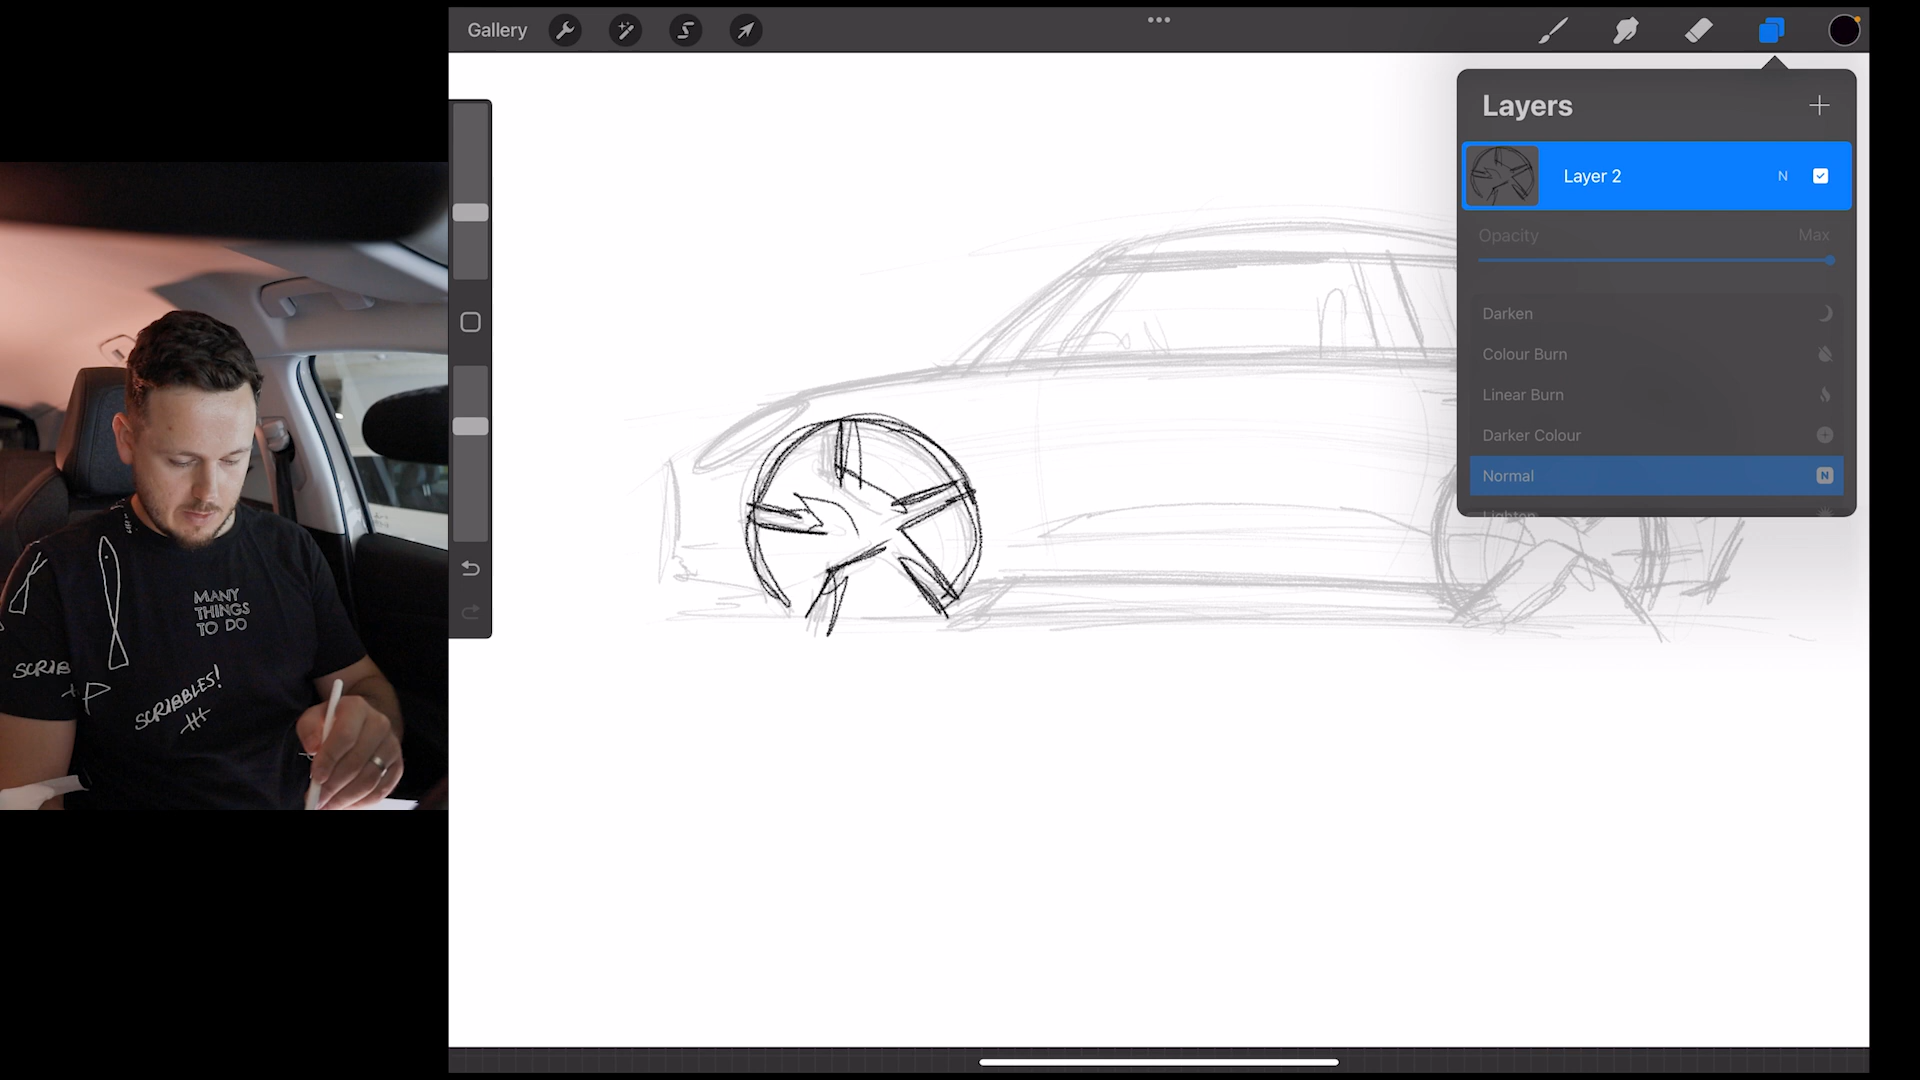 Gallery
Layers
Layer 2
N
Opacity
Max
Darken
Colour Burn
Linear Burn
Darker Colour
Normal
N
Lighten
MANY
THINGS
TO DO
SCRIB
+P
SCRIBBLES!